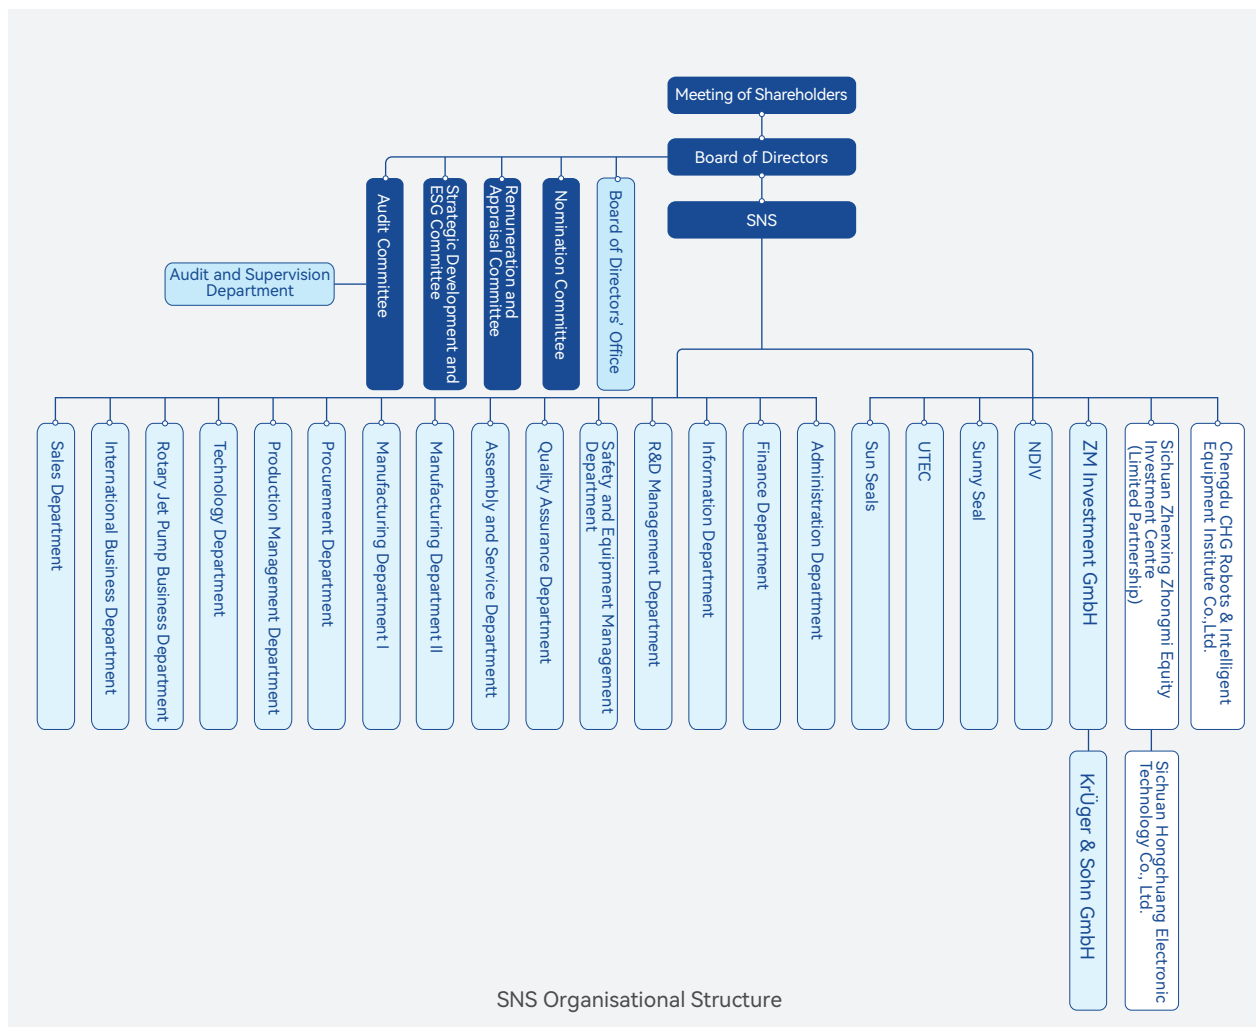 Meeting of Shareholders
Board of Directors
SNS
Audit Committee
Strategic Development and
ESG Committee
Remuneration and
Appraisal Committee
Nomination Committee
Board of Directors' Office
Audit and Supervision
Department
Sales Department
International Business Department
Rotary Jet Pump Business Department
Technology Department
Production Management Department
Procurement Department
Manufacturing Department I
Manufacturing Department II
Assembly and Service Departmentt
Quality Assurance Department
Safety and Equipment Management
Department
R&D Management Department
Information Department
Finance Department
Administration Department
Sun Seals
UTEC
Sunny Seal
NDIV
ZM Investment GmbH
Sichuan Zhenxing Zhongmi Equity
Investment Centre
(Limited Partnership)
Chengdu CHG Robots & Intelligent
Equipment Institute Co.,Ltd.
KrÜger & Sohn GmbH
Sichuan Hongchuang Electronic
Technology Co., Ltd.
SNS Organisational Structure